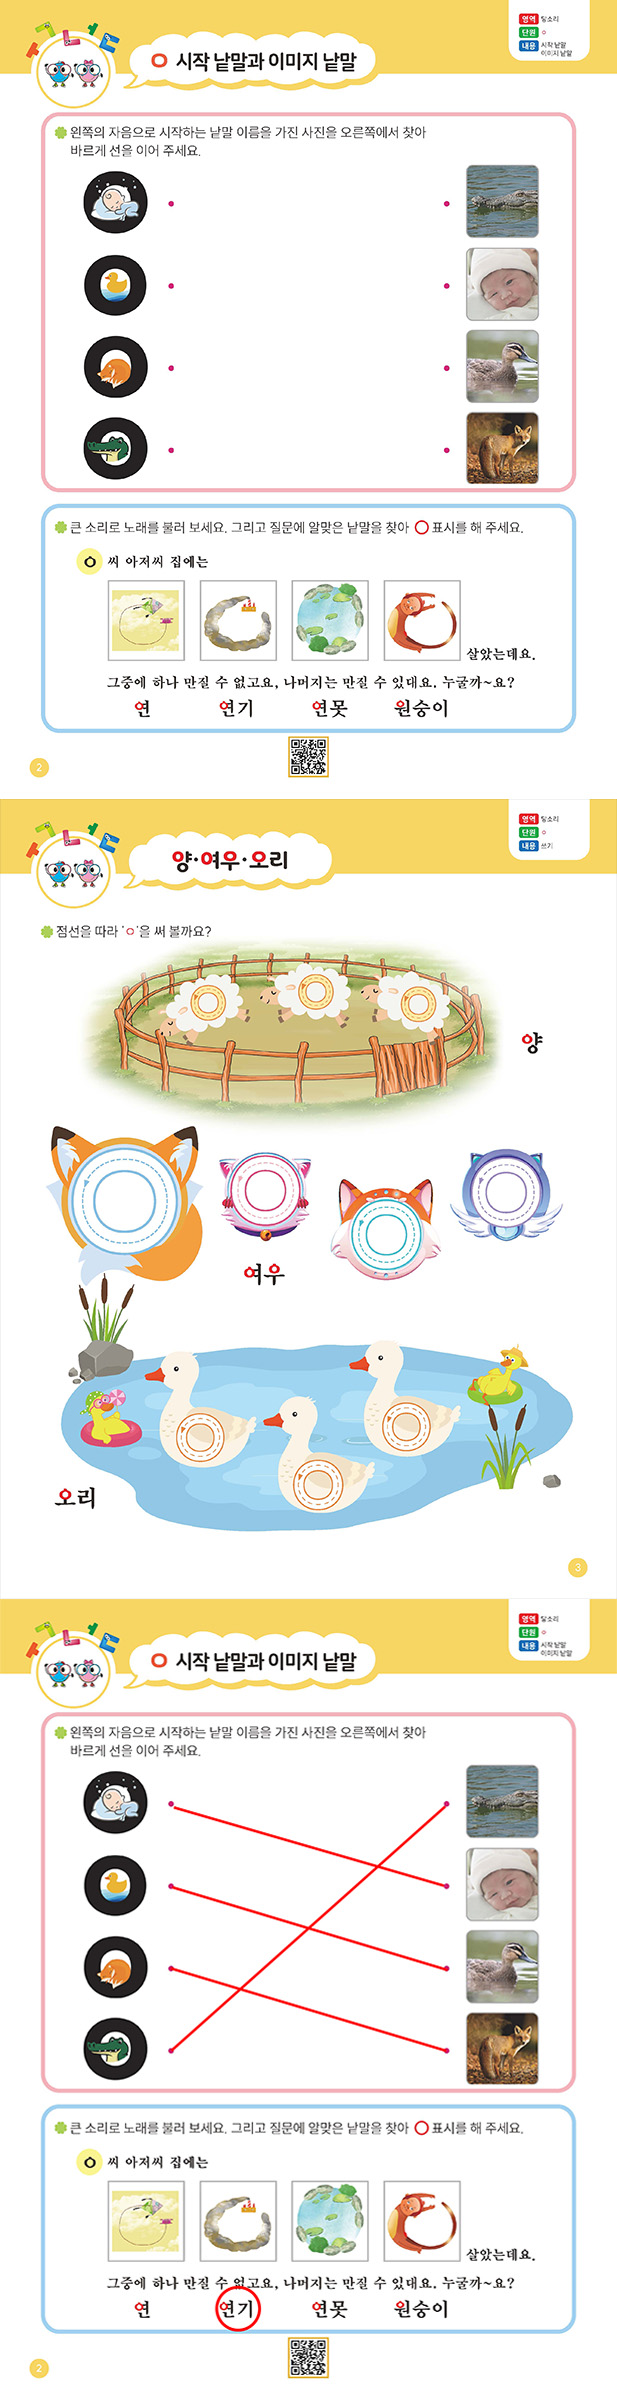 ㅇ 시작 낱말과 이미지 낱말
영역 탈소리
단원 ㅇ
내용 시작 낱말
이미지 낱말
왼쪽의 자음으로 시작하는 낱말 이름을 가진 사진을 오른쪽에서 찾아
바르게 선을 이어 주세요.
큰 소리로 노래를 불러 보세요. 그리고 질문에 알맞은 낱말을 찾아 ○ 표시를 해 주세요.
ㅇ 씨 아저씨 집에는
살았는데요.
그중에 하나 만질 수 없고요, 나머지는 만질 수 있대요. 누굴까~요?
연 연기 연못 원숭이
2
양·여우·오리
영역 탈소리
단원 ㅇ
내용 쓰기
점선을 따라 'ㅇ'을 써 볼까요?
양
여우
오리
3
ㅇ 시작 낱말과 이미지 낱말
영역 탈소리
단원 ㅇ
내용 시작 낱말
이미지 낱말
왼쪽의 자음으로 시작하는 낱말 이름을 가진 사진을 오른쪽에서 찾아
바르게 선을 이어 주세요.
큰 소리로 노래를 불러 보세요. 그리고 질문에 알맞은 낱말을 찾아 ○ 표시를 해 주세요.
ㅇ 씨 아저씨 집에는
살았는데요.
그중에 하나 만질 수 없고요, 나머지는 만질 수 있대요. 누굴까~요?
연 연기 연못 원숭이
2